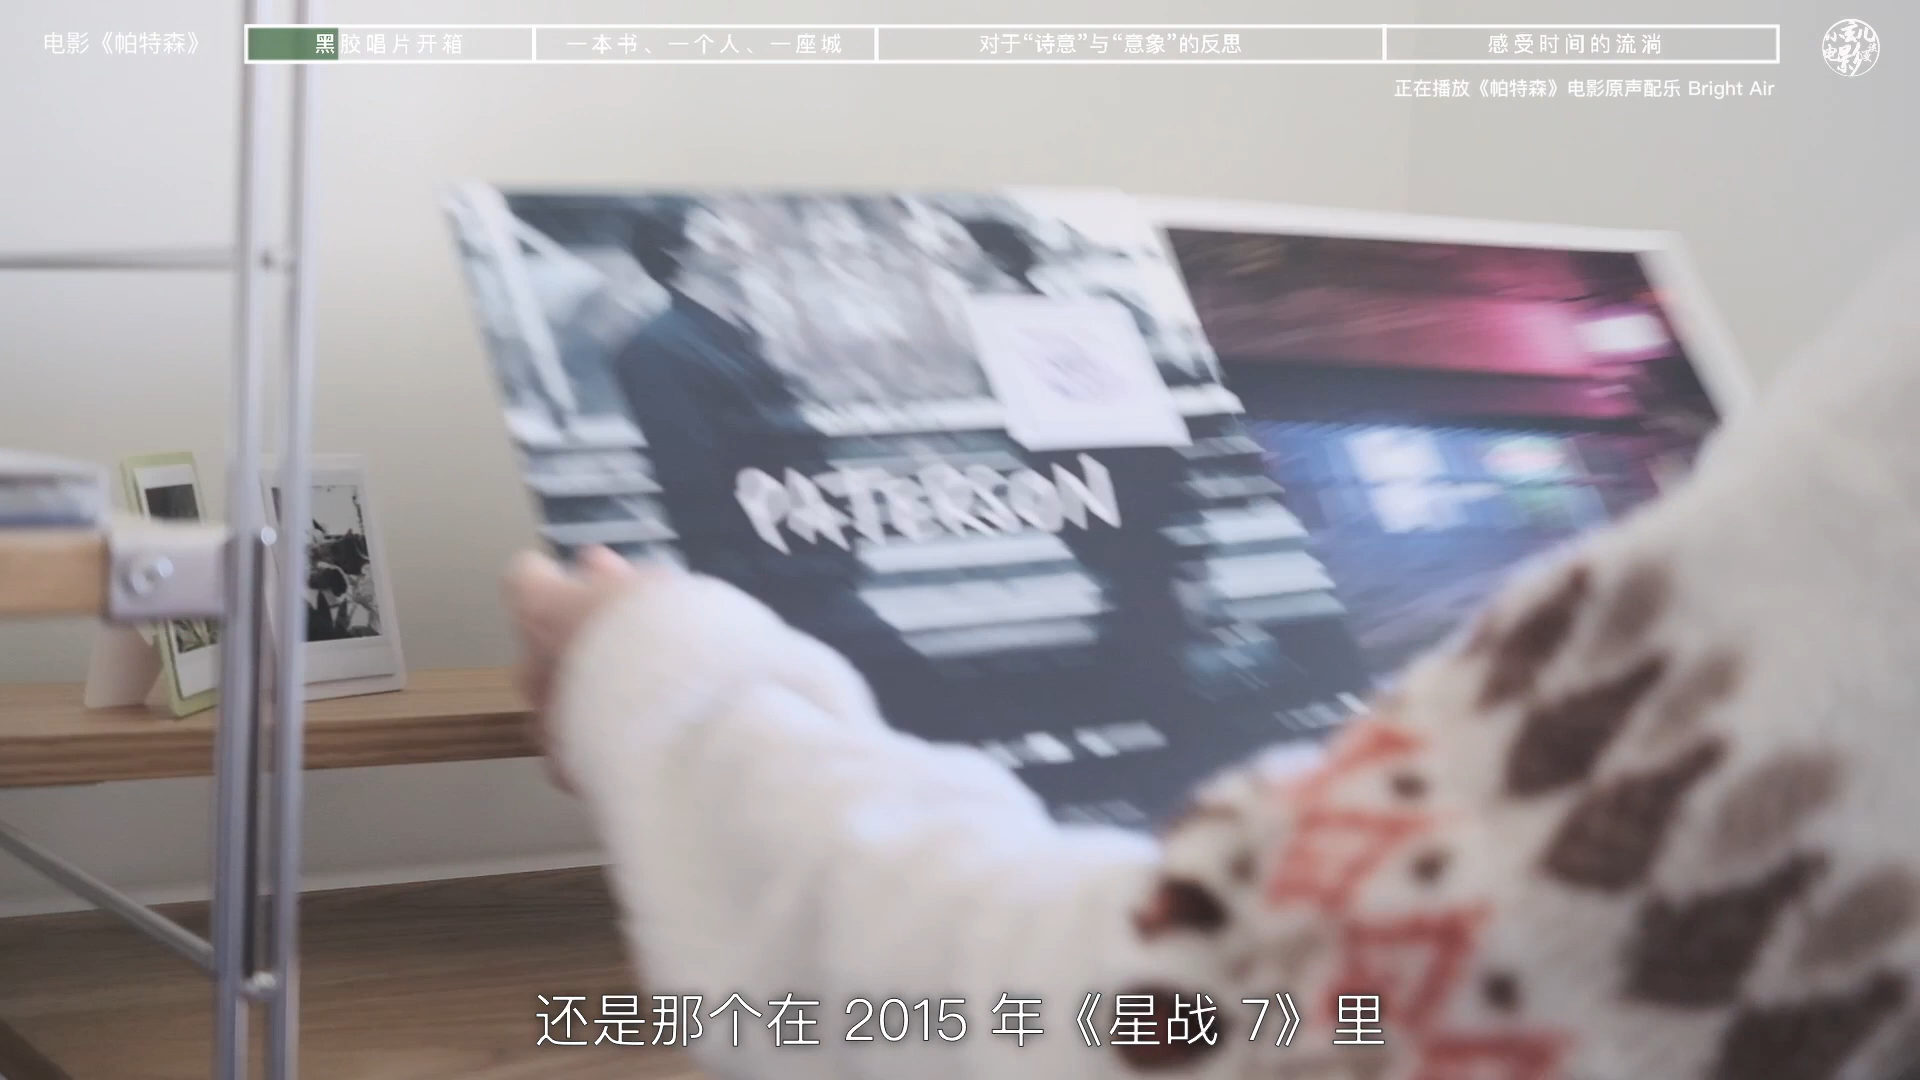 电影《帕特森》
黑胶唱片开箱
一本书、一个人、一座城
对于“诗意”与“意象”的反思
感受时间的流淌
正在播放《帕特森》电影原声配乐 Bright Air
PATERSON
还是那个在 2015 年《星战 7》里